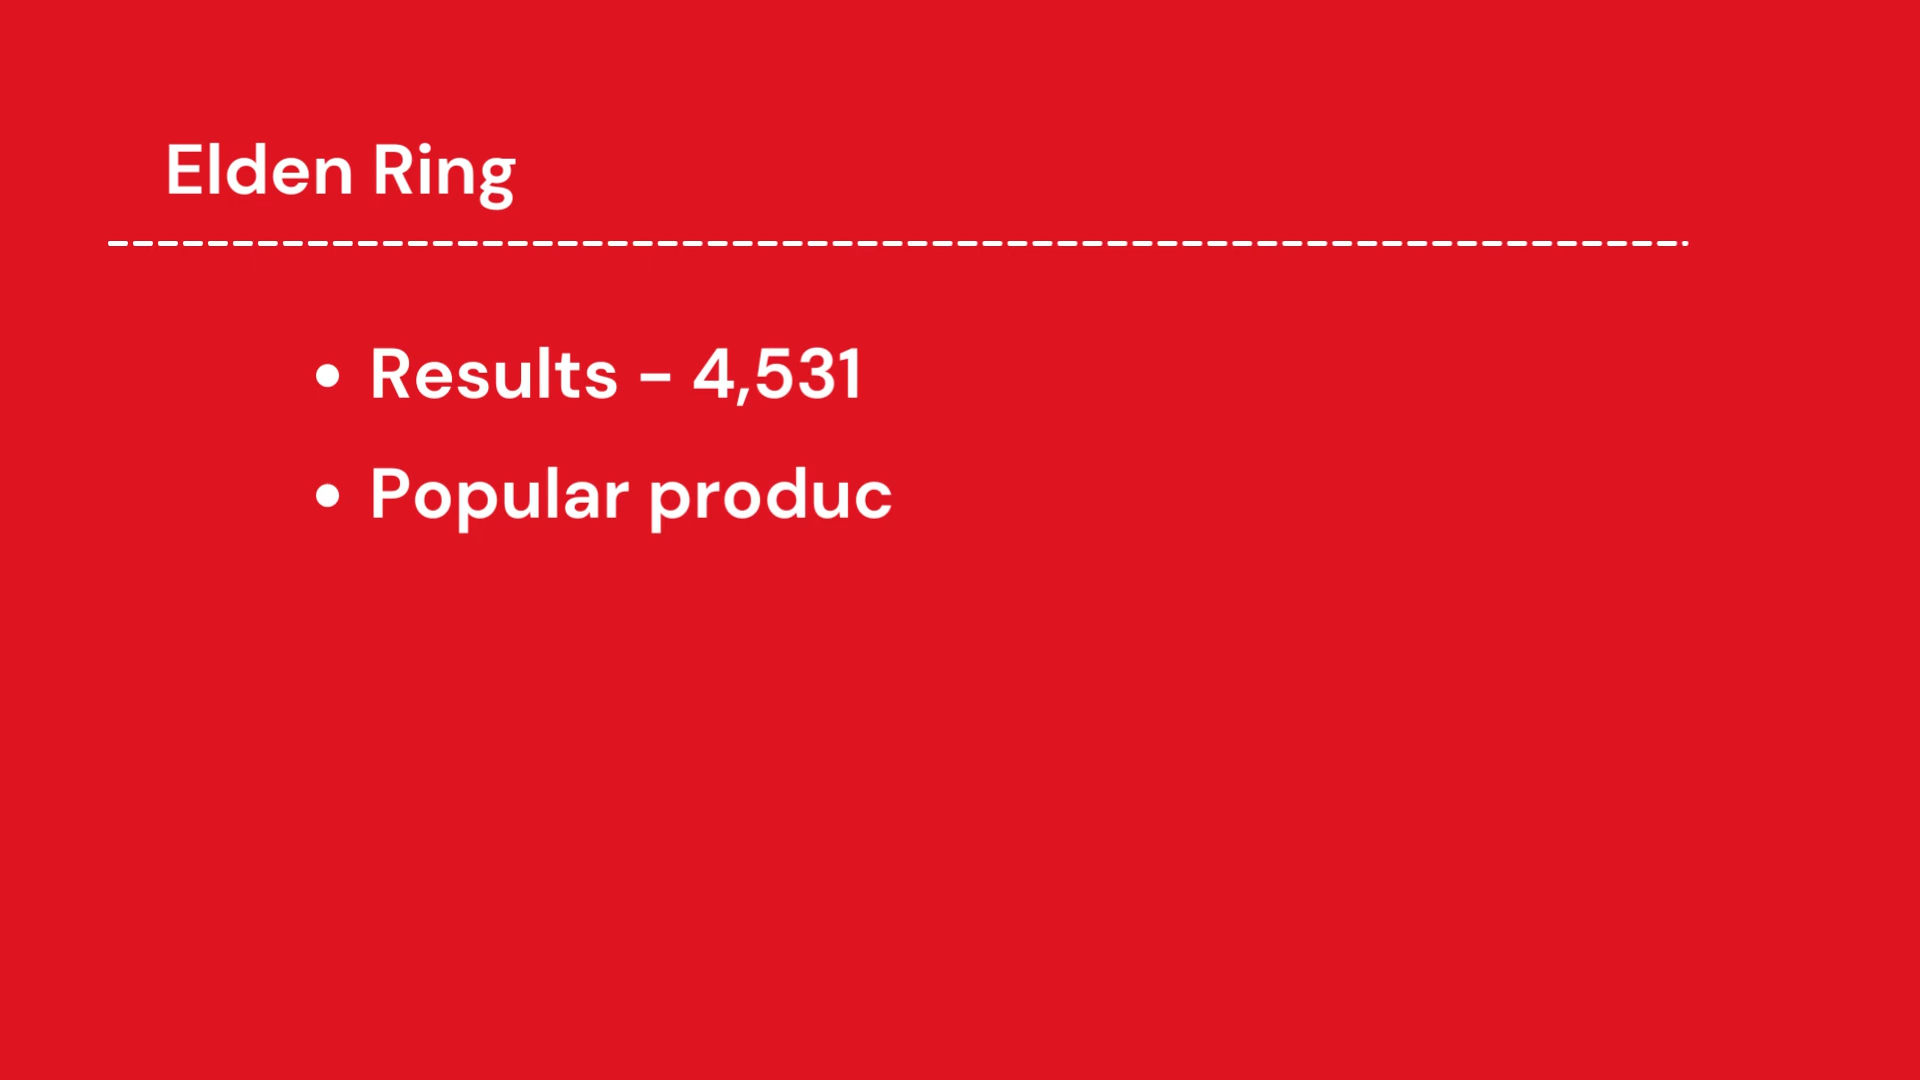 Elden Ring
• Results - 4,531
• Popular produc